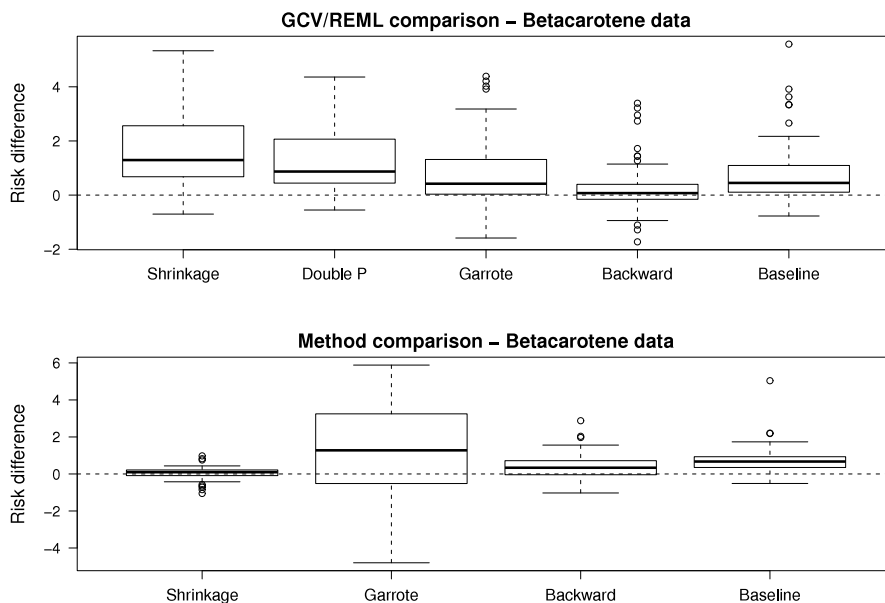 GCV/REML comparison – Betacarotene data
Risk difference
4
2
0
−2
Shrinkage Double P Garrote Backward Baseline
Method comparison – Betacarotene data
Risk difference
6
4
2
0
−2
−4
Shrinkage Garrote Backward Baseline